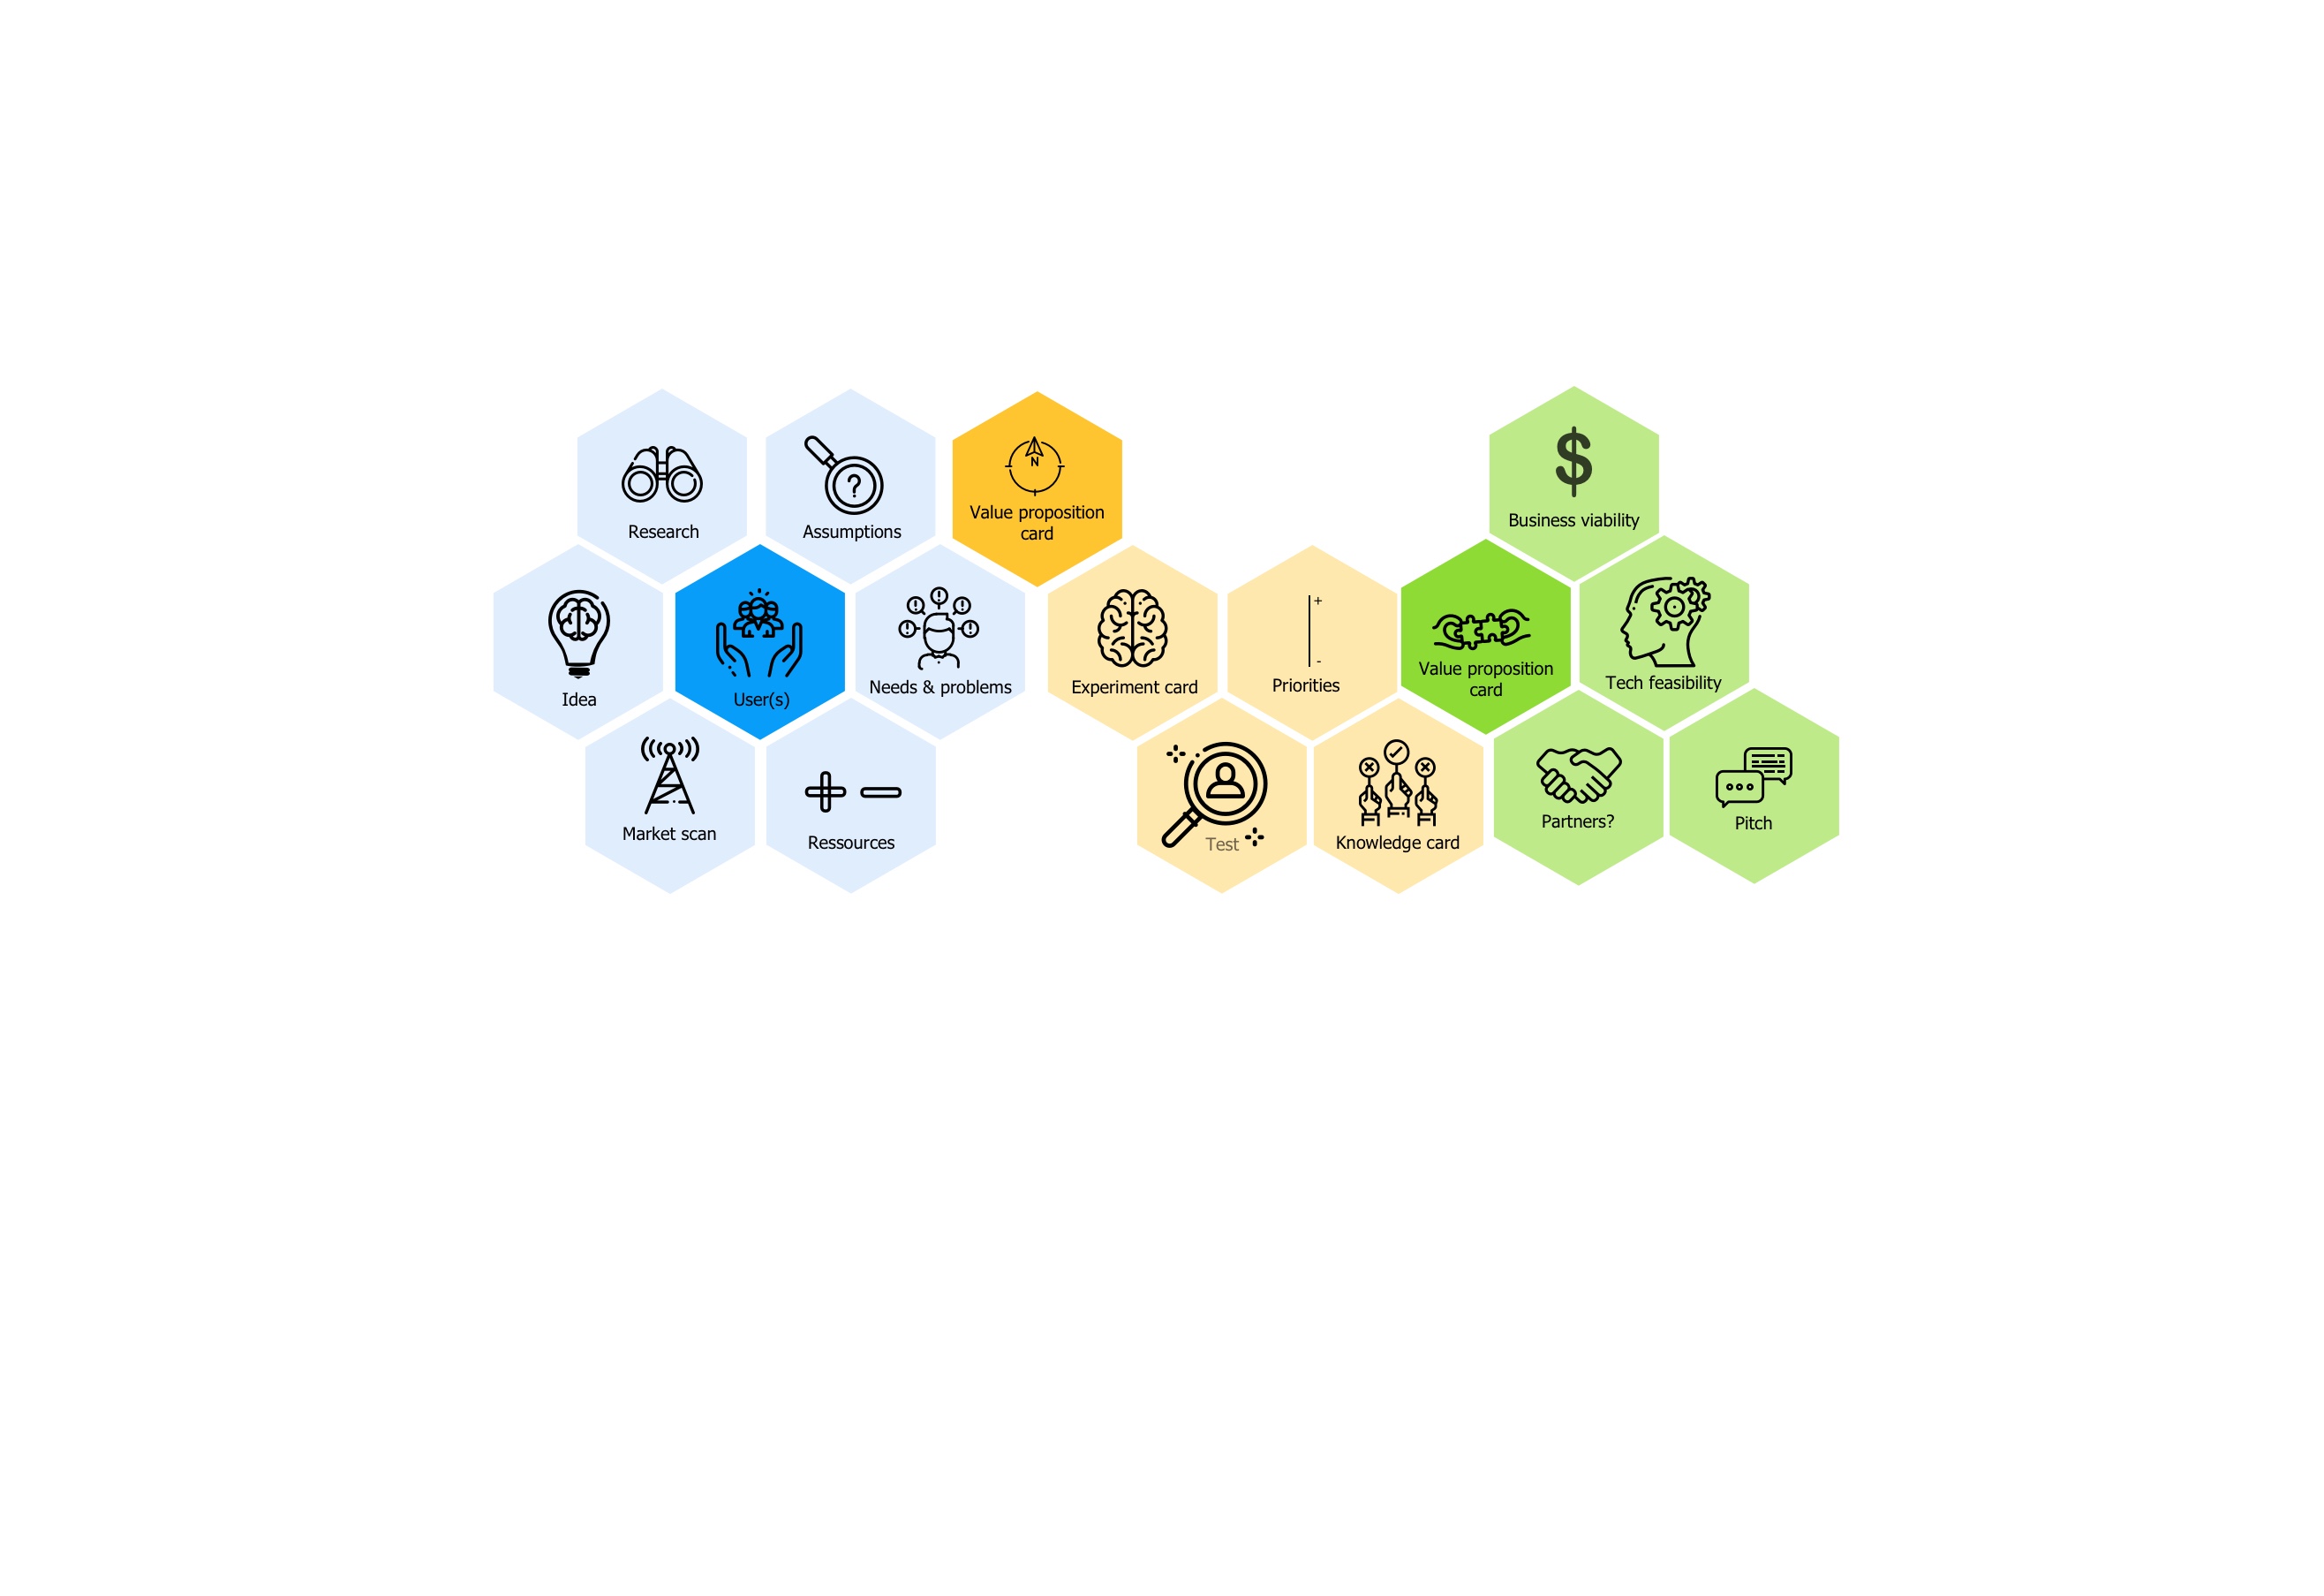 Research
Assumptions
?
N
Value proposition
card
$
Business viability
Idea
User(s)
Needs & problems
Experiment card
+
-
Priorities
Value proposition
card
Tech feasibility
Market scan
Ressources
Test
Knowledge card
Partners?
Pitch